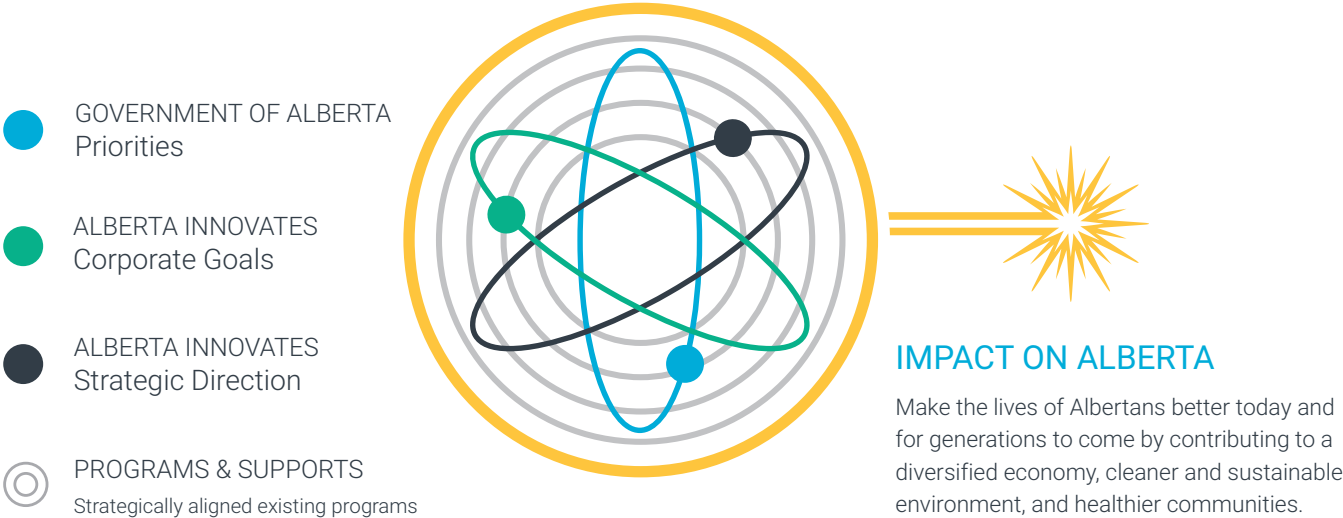 GOVERNMENT OF ALBERTA
Priorities
ALBERTA INNOVATES
Corporate Goals
ALBERTA INNOVATES
Strategic Direction
PROGRAMS & SUPPORTS
Strategically aligned existing programs
IMPACT ON ALBERTA
Make the lives of Albertans better today and
for generations to come by contributing to a
diversified economy, cleaner and sustainable
environment, and healthier communities.